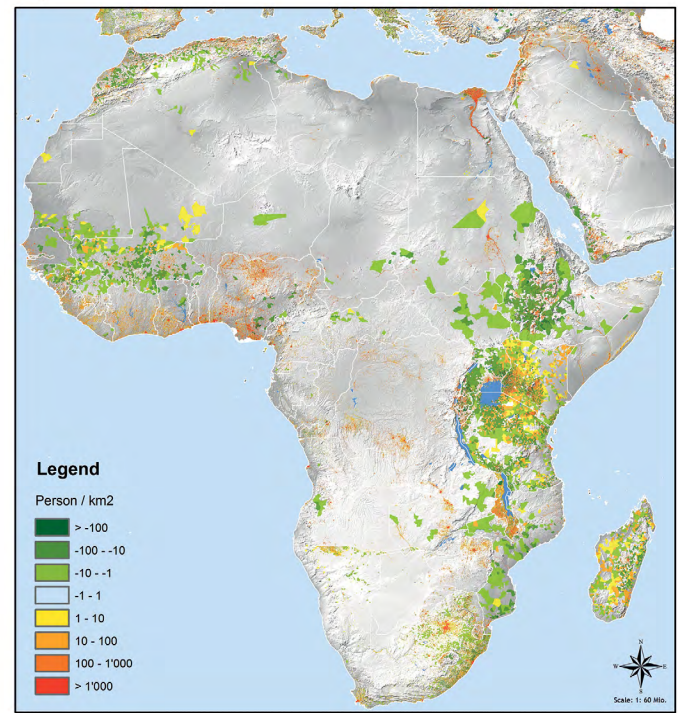 Legend
Person / km2
> -100
-100 - -10
-10 - -1
-1 - 1
1 - 10
10 - 100
100 - 1'000
> 1'000
N
W E
S
Scale: 1: 60 Mio.